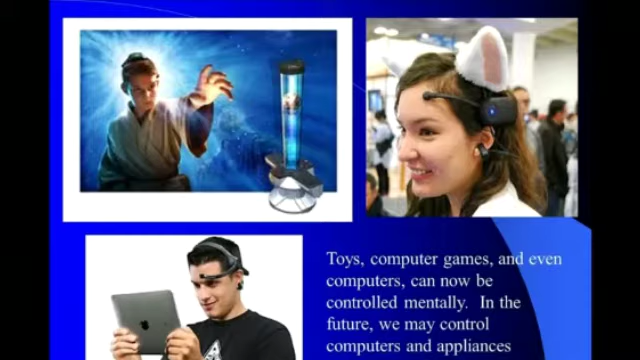 Toys, computer games, and even
computers, can now be
controlled mentally. In the
future, we may control
computers and appliances